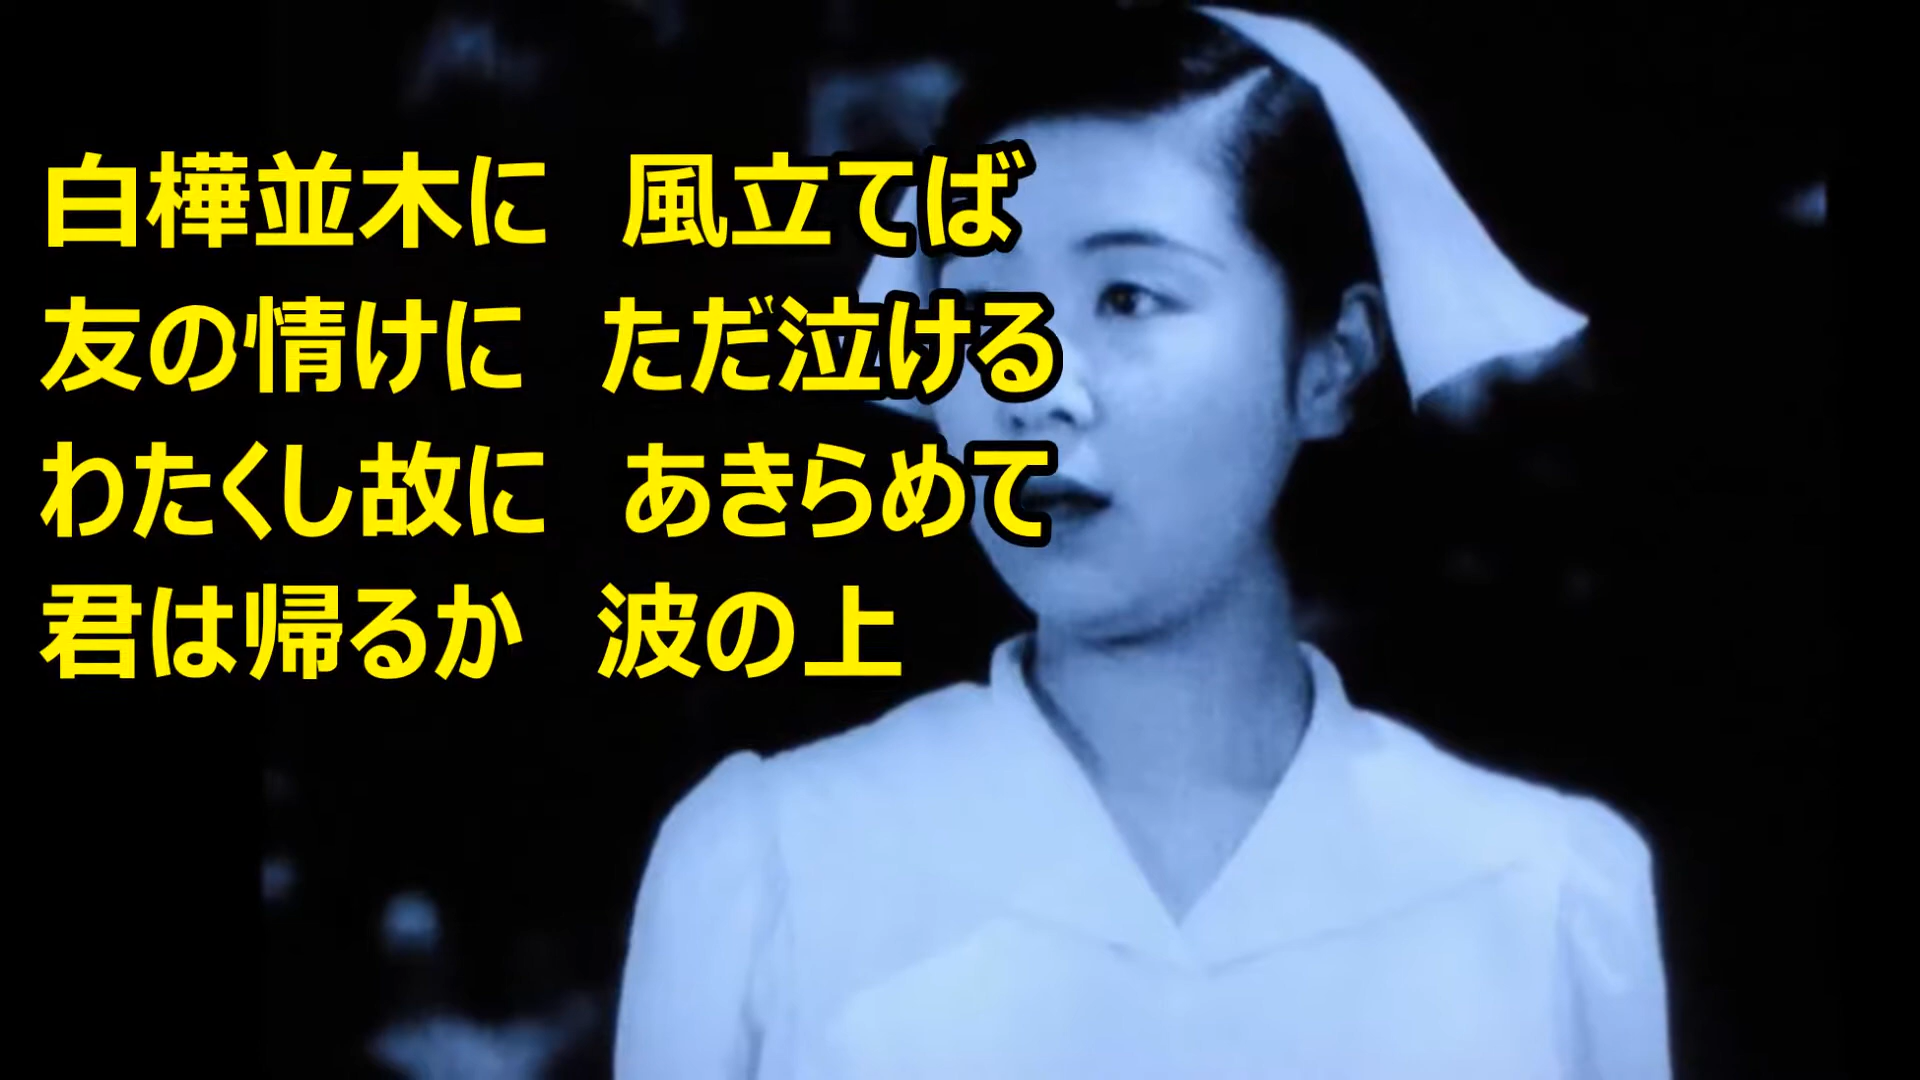 白樺並木に　風立てば
友の情けに　ただ泣ける
わたくし故に　あきらめて
君は帰るか　波の上